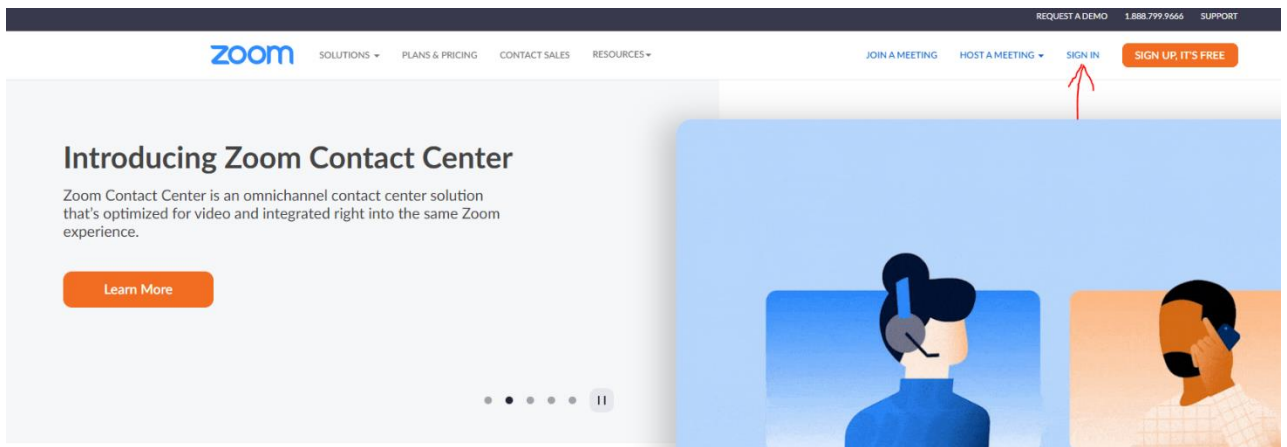 REQUEST A DEMO 1.888.799.9666 SUPPORT
zoom SOLUTIONS PLANS & PRICING CONTACT SALES RESOURCES JOIN A MEETING HOST A MEETING SIGN IN SIGN UP, IT'S FREE
Introducing Zoom Contact Center
Zoom Contact Center is an omnichannel contact center solution
that's optimized for video and integrated right into the same Zoom
experience.
Learn More